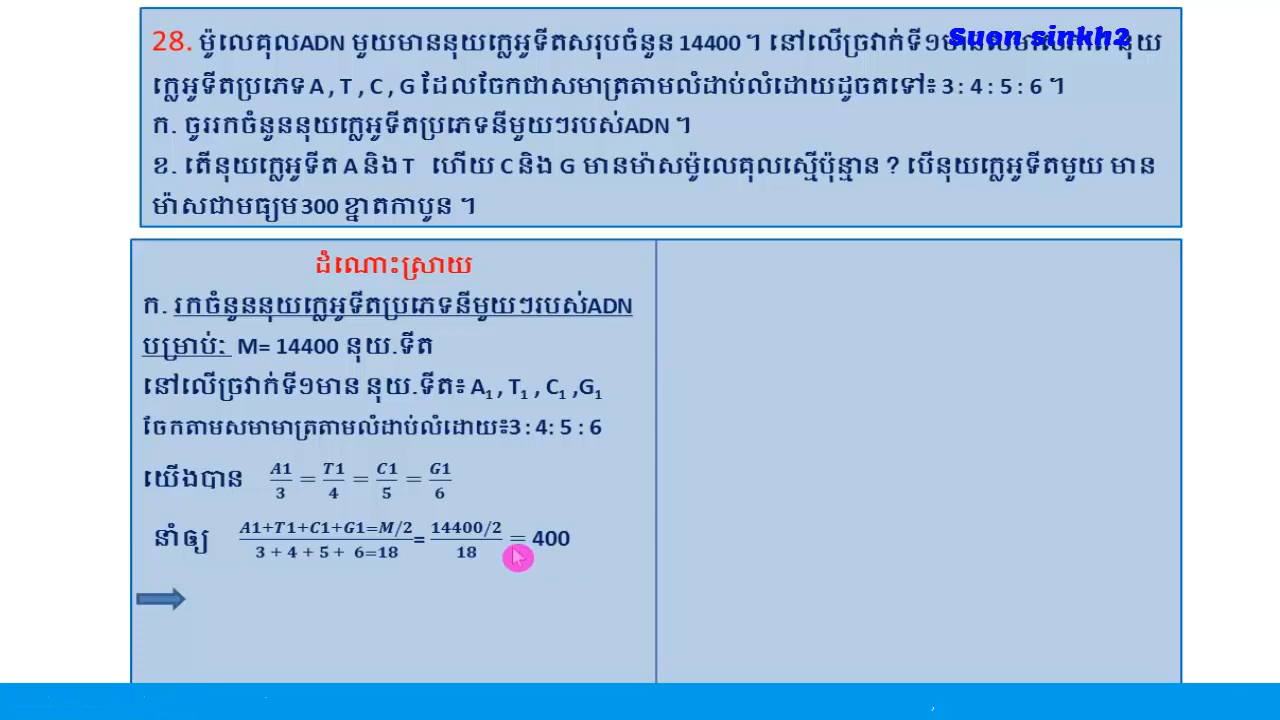 Suon sinkh2
28. ម៉ូលេគុលADN មួយមាននុយក្លេអូទីតសរុបចំនួន 14400 ។ នៅលើច្រវាក់ទី១មាន នុយ
ក្លេអូទីតប្រភេទ A , T , C , G ដែលចែកជាសមាត្រតាមលំដាប់លំដោយដូចតទៅ៖ 3 : 4 : 5 : 6 ។
ក. ចូររកចំនួននុយក្លេអូទីតប្រភេទនីមួយៗរបស់ADN ។
ខ. តើនុយក្លេអូទីត A និង T ហើយ C និង G មានម៉ាសម៉ូលេគុលស្មើប៉ុន្មាន ? បើនុយក្លេអូទីតមួយ មាន
ម៉ាសជាមធ្យម 300 ខ្នាតកាបូន ។
ដំណោះស្រាយ
ក. រកចំនួននុយក្លេអូទីតប្រភេទនីមួយៗរបស់ADN
បម្រាប់: M= 14400 នុយ.ទីត
នៅលើច្រវាក់ទី១មាន នុយ.ទីត៖ A₁ , T₁ , C₁ ,G₁
ចែកតាមសមាមាត្រតាមលំដាប់លំដោយ៖3 : 4: 5 : 6
យើងបាន A1/3 = T1/4 = C1/5 = G1/6
នាំឲ្យ A1+T1+C1+G1=M/2 / 3 + 4 + 5 + 6=18 = 14400/2 / 18 = 400